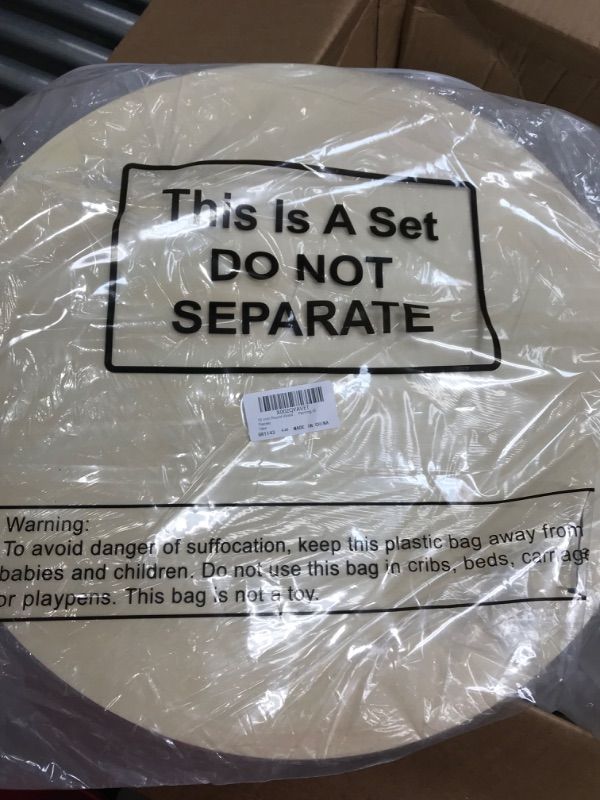 This Is A Set
DO NOT
SEPARATE
MADE IN CHINA
Warning:
To avoid danger of suffocation, keep this plastic bag away from
babies and children. Do not use this bag in cribs, beds, carr age
or playpens. This bag is not a toy.